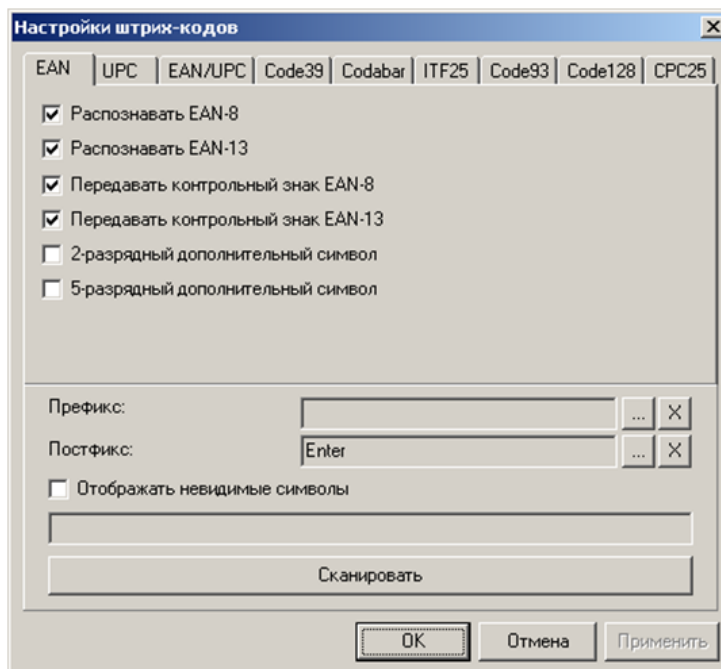 Настройки штрих-кодов
EAN UPC EAN/UPC Code39 Codabar ITF25 Code93 Code128 CPC25
Распознавать EAN-8
Распознавать EAN-13
Передавать контрольный знак EAN-8
Передавать контрольный знак EAN-13
2-разрядный дополнительный символ
5-разрядный дополнительный символ
Префикс: ... X
Постфикс: Enter ... X
Отображать невидимые символы
Сканировать
OK Отмена Применить